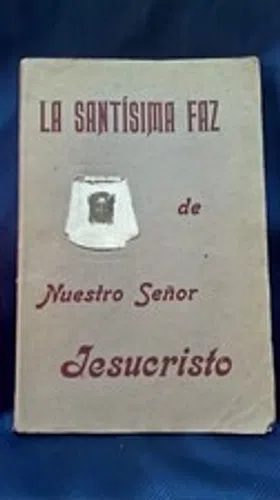 LA SANTÍSIMA FAZ
de
Nuestro Señor
Jesucristo